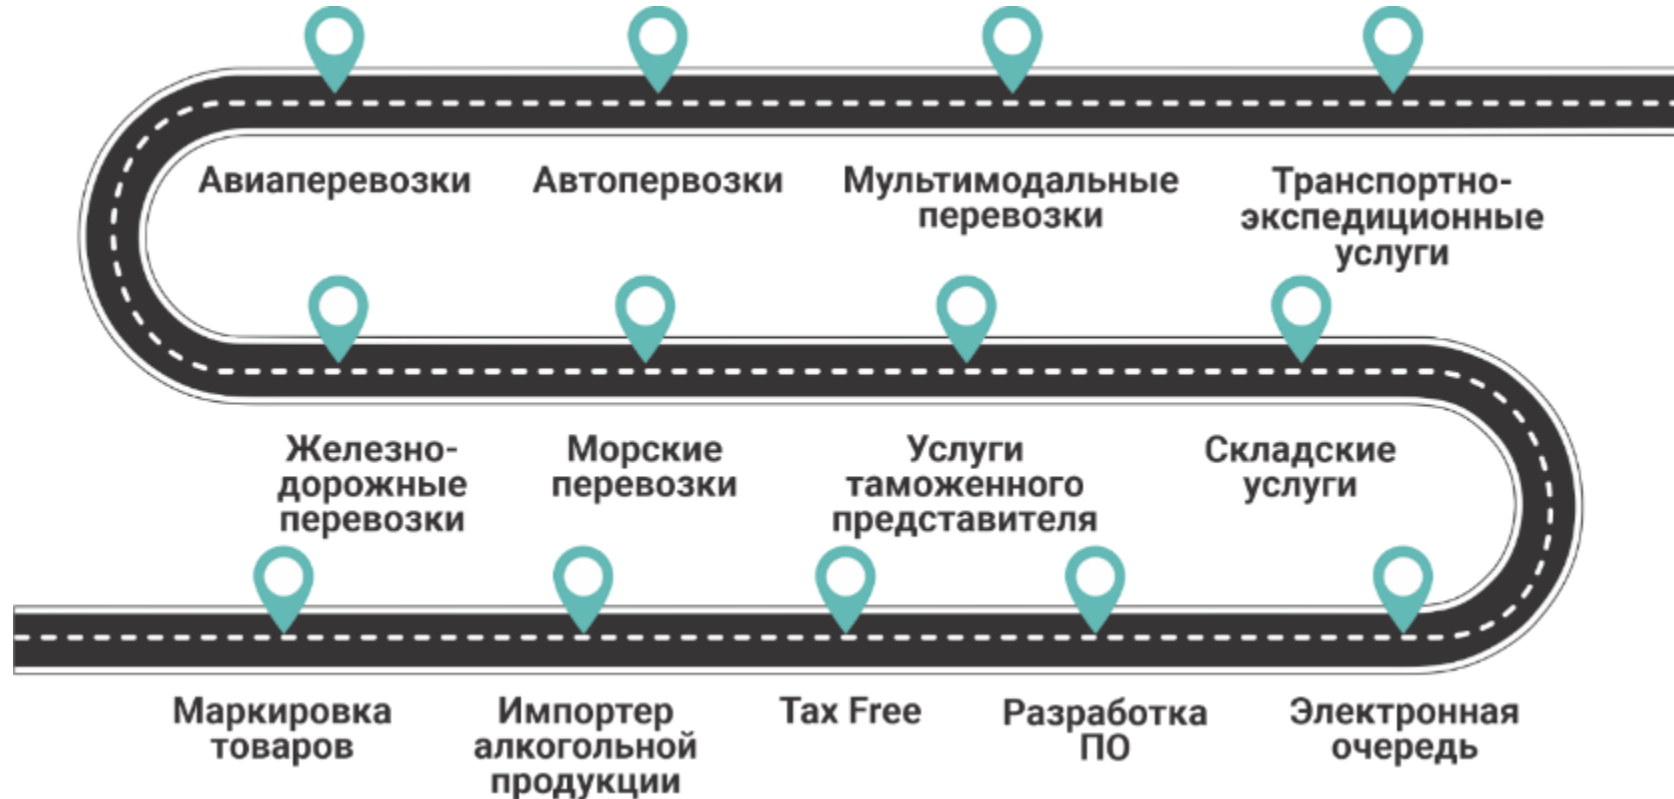 Авиаперевозки
Автопервозки
Мультимодальные
перевозки
Транспортно-
экспедиционные
услуги
Железно-
дорожные
перевозки
Морские
перевозки
Услуги
таможенного
представителя
Складские
услуги
Маркировка
товаров
Импортер
алкогольной
продукции
Tax Free
Разработка
ПО
Электронная
очередь